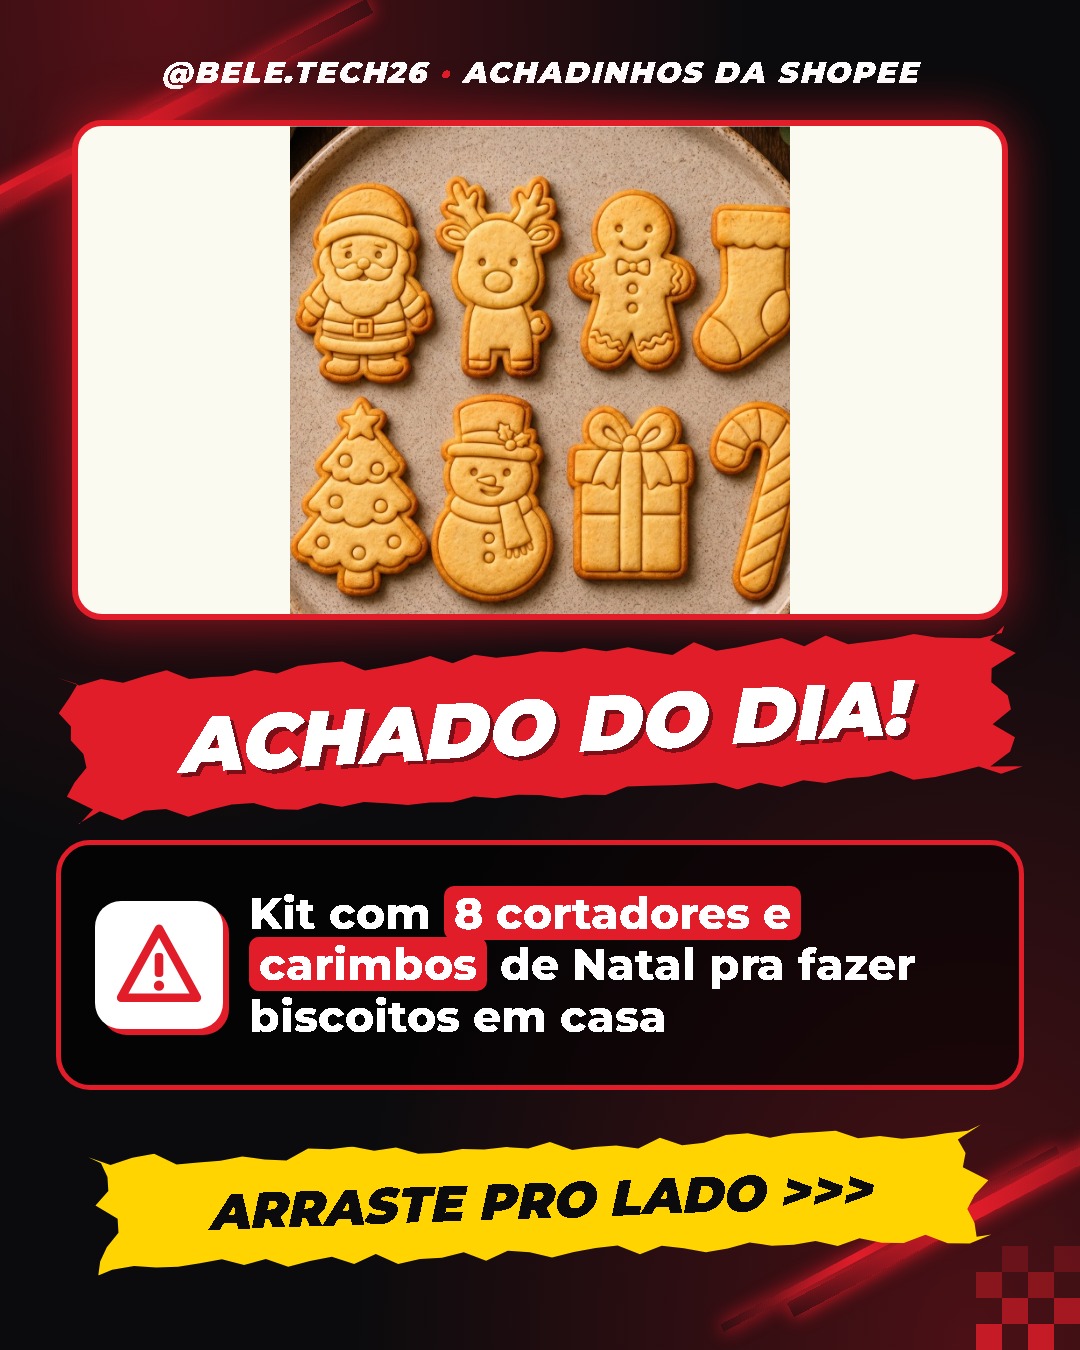 @BELE.TECH26 • ACHADINHOS DA SHOPEE
ACHADO DO DIA!
Kit com 8 cortadores e
carimbos de Natal pra fazer
biscoitos em casa
ARRASTE PRO LADO >>>